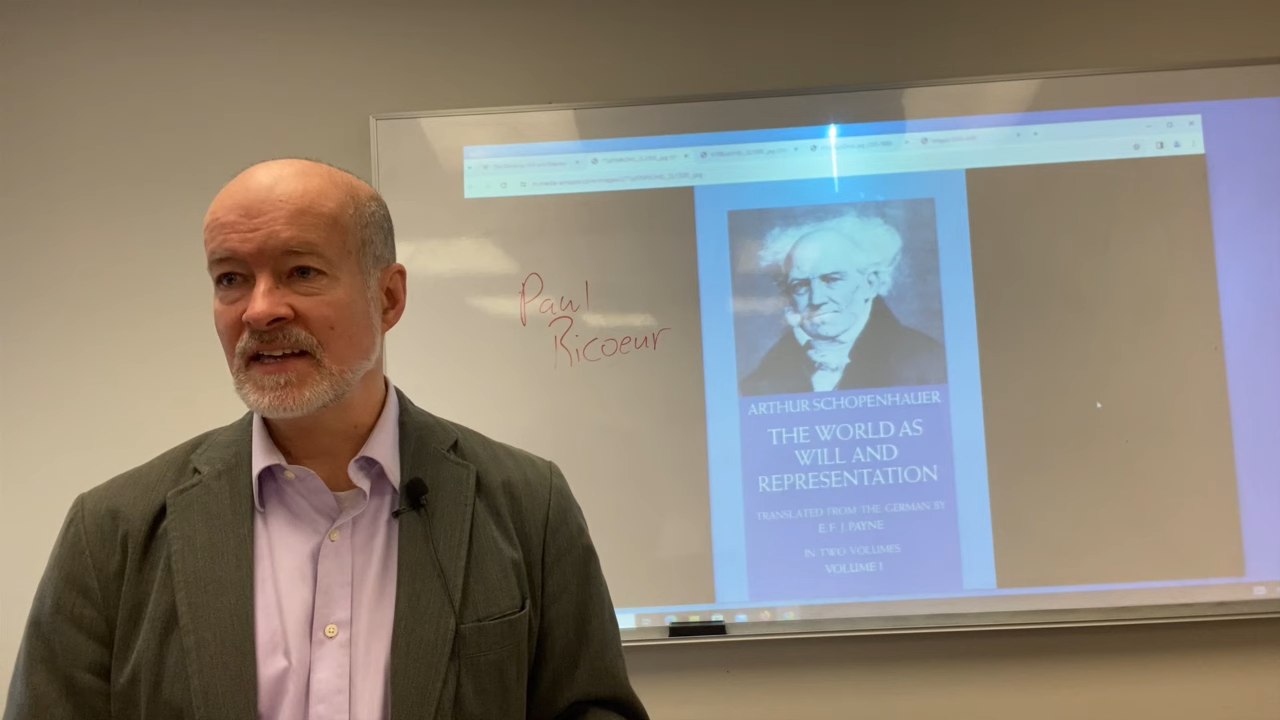 Paul
Ricoeur
ARTHUR SCHOPENHAUER
THE WORLD AS
WILL AND
REPRESENTATION
TRANSLATED FROM THE GERMAN BY
E. F. J. PAYNE
IN TWO VOLUMES
VOLUME I